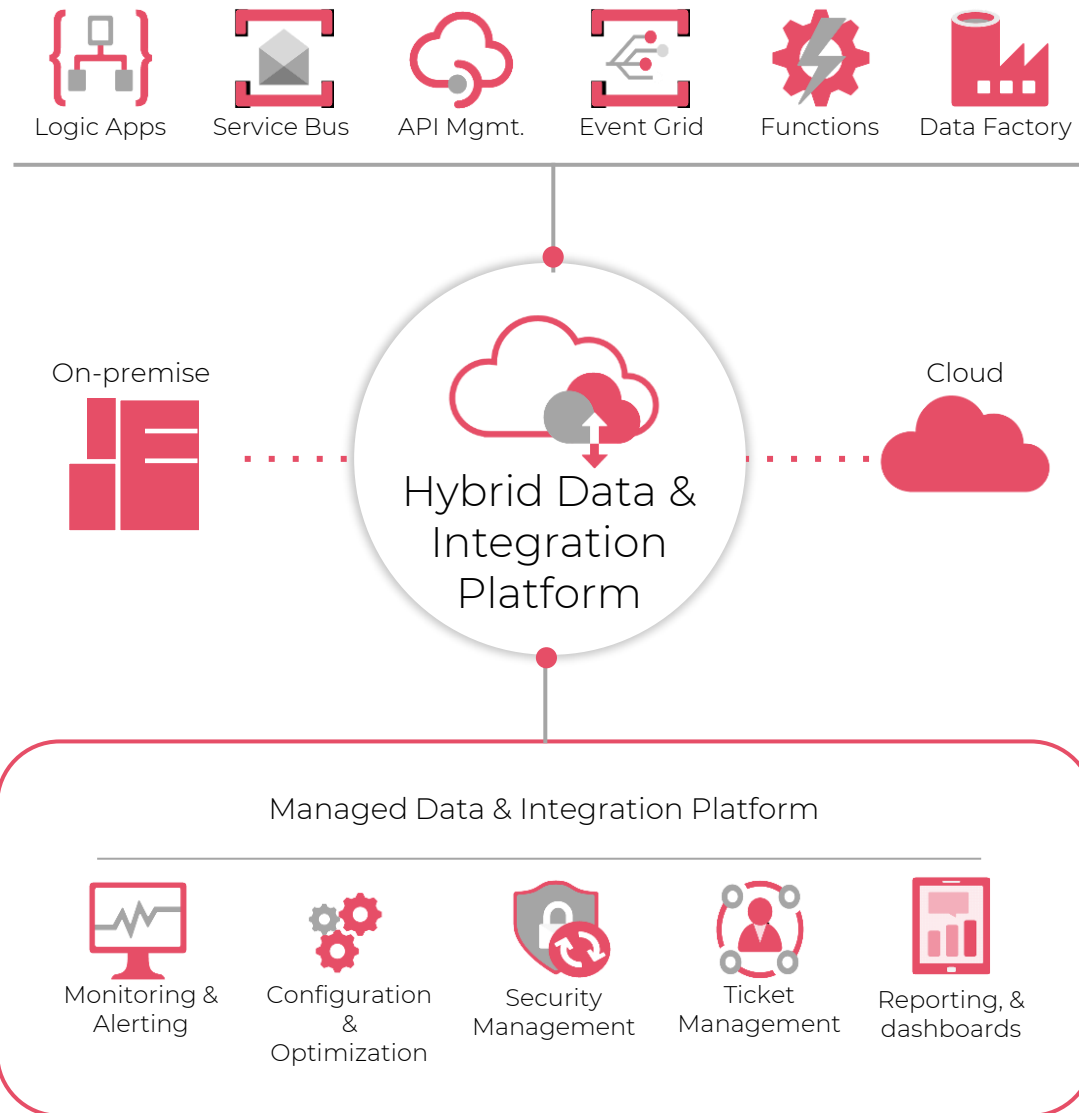 Logic Apps
Service Bus
API Mgmt.
Event Grid
Functions
Data Factory
On-premise
Cloud
Hybrid Data &
Integration
Platform
Managed Data & Integration Platform
Monitoring &
Alerting
Configuration
&
Optimization
Security
Management
Ticket
Management
Reporting, &
dashboards